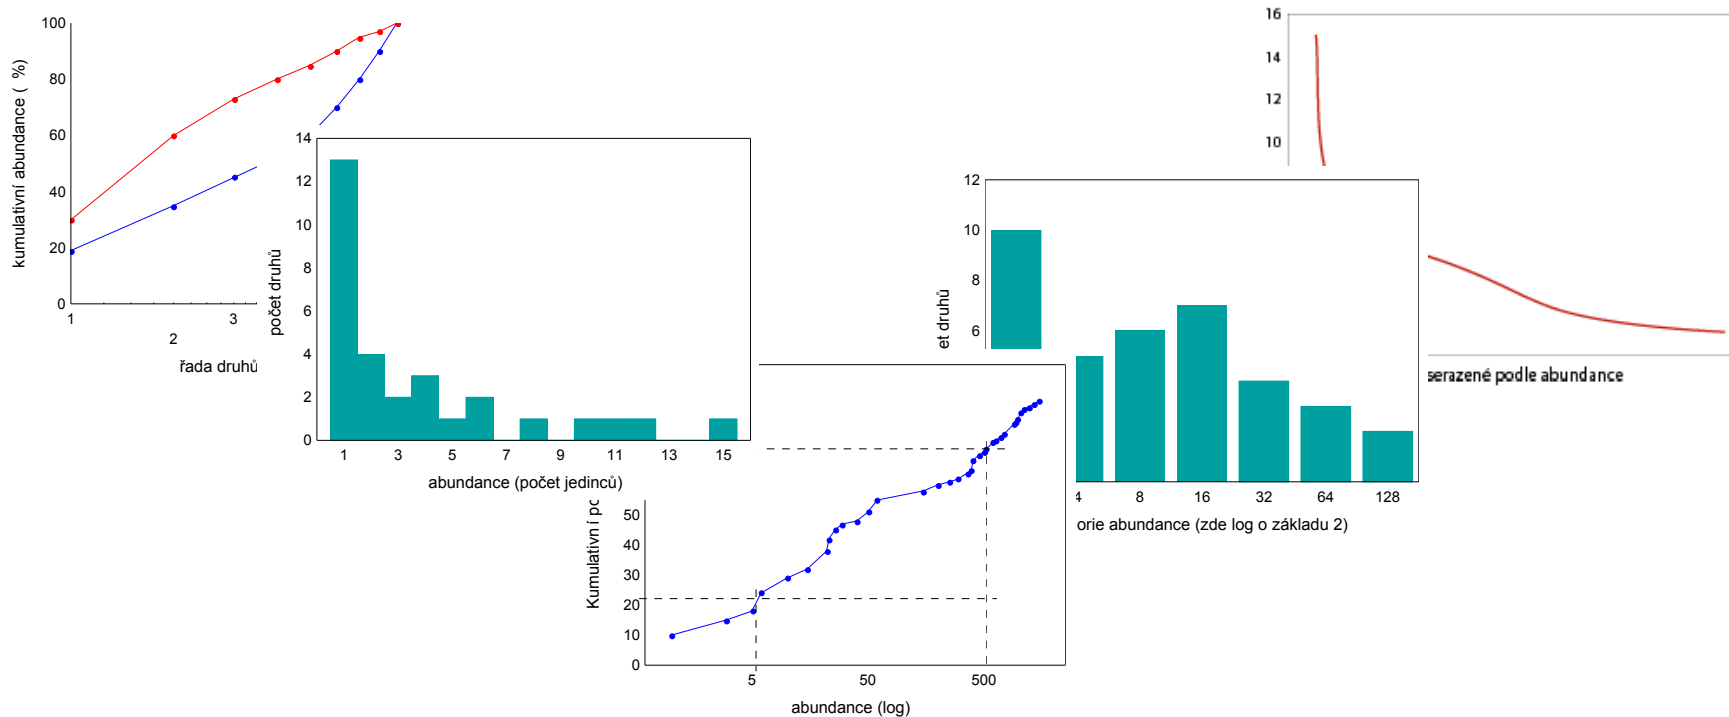 100
80
60
40
20
0
kumulativní abundance ( %)
1
2
3
řada druhů
14
12
10
8
6
4
2
0
počet druhů
1 3 5 7 9 11 13 15
abundance (počet jedinců)
50
40
30
20
10
0
Kumulativní
5 50 500
abundance (log)
12
10
8
6
et druhů
4 8 16 32 64 128
orie abundance (zde log o základu 2)
16
14
12
10
serazené podle abundance